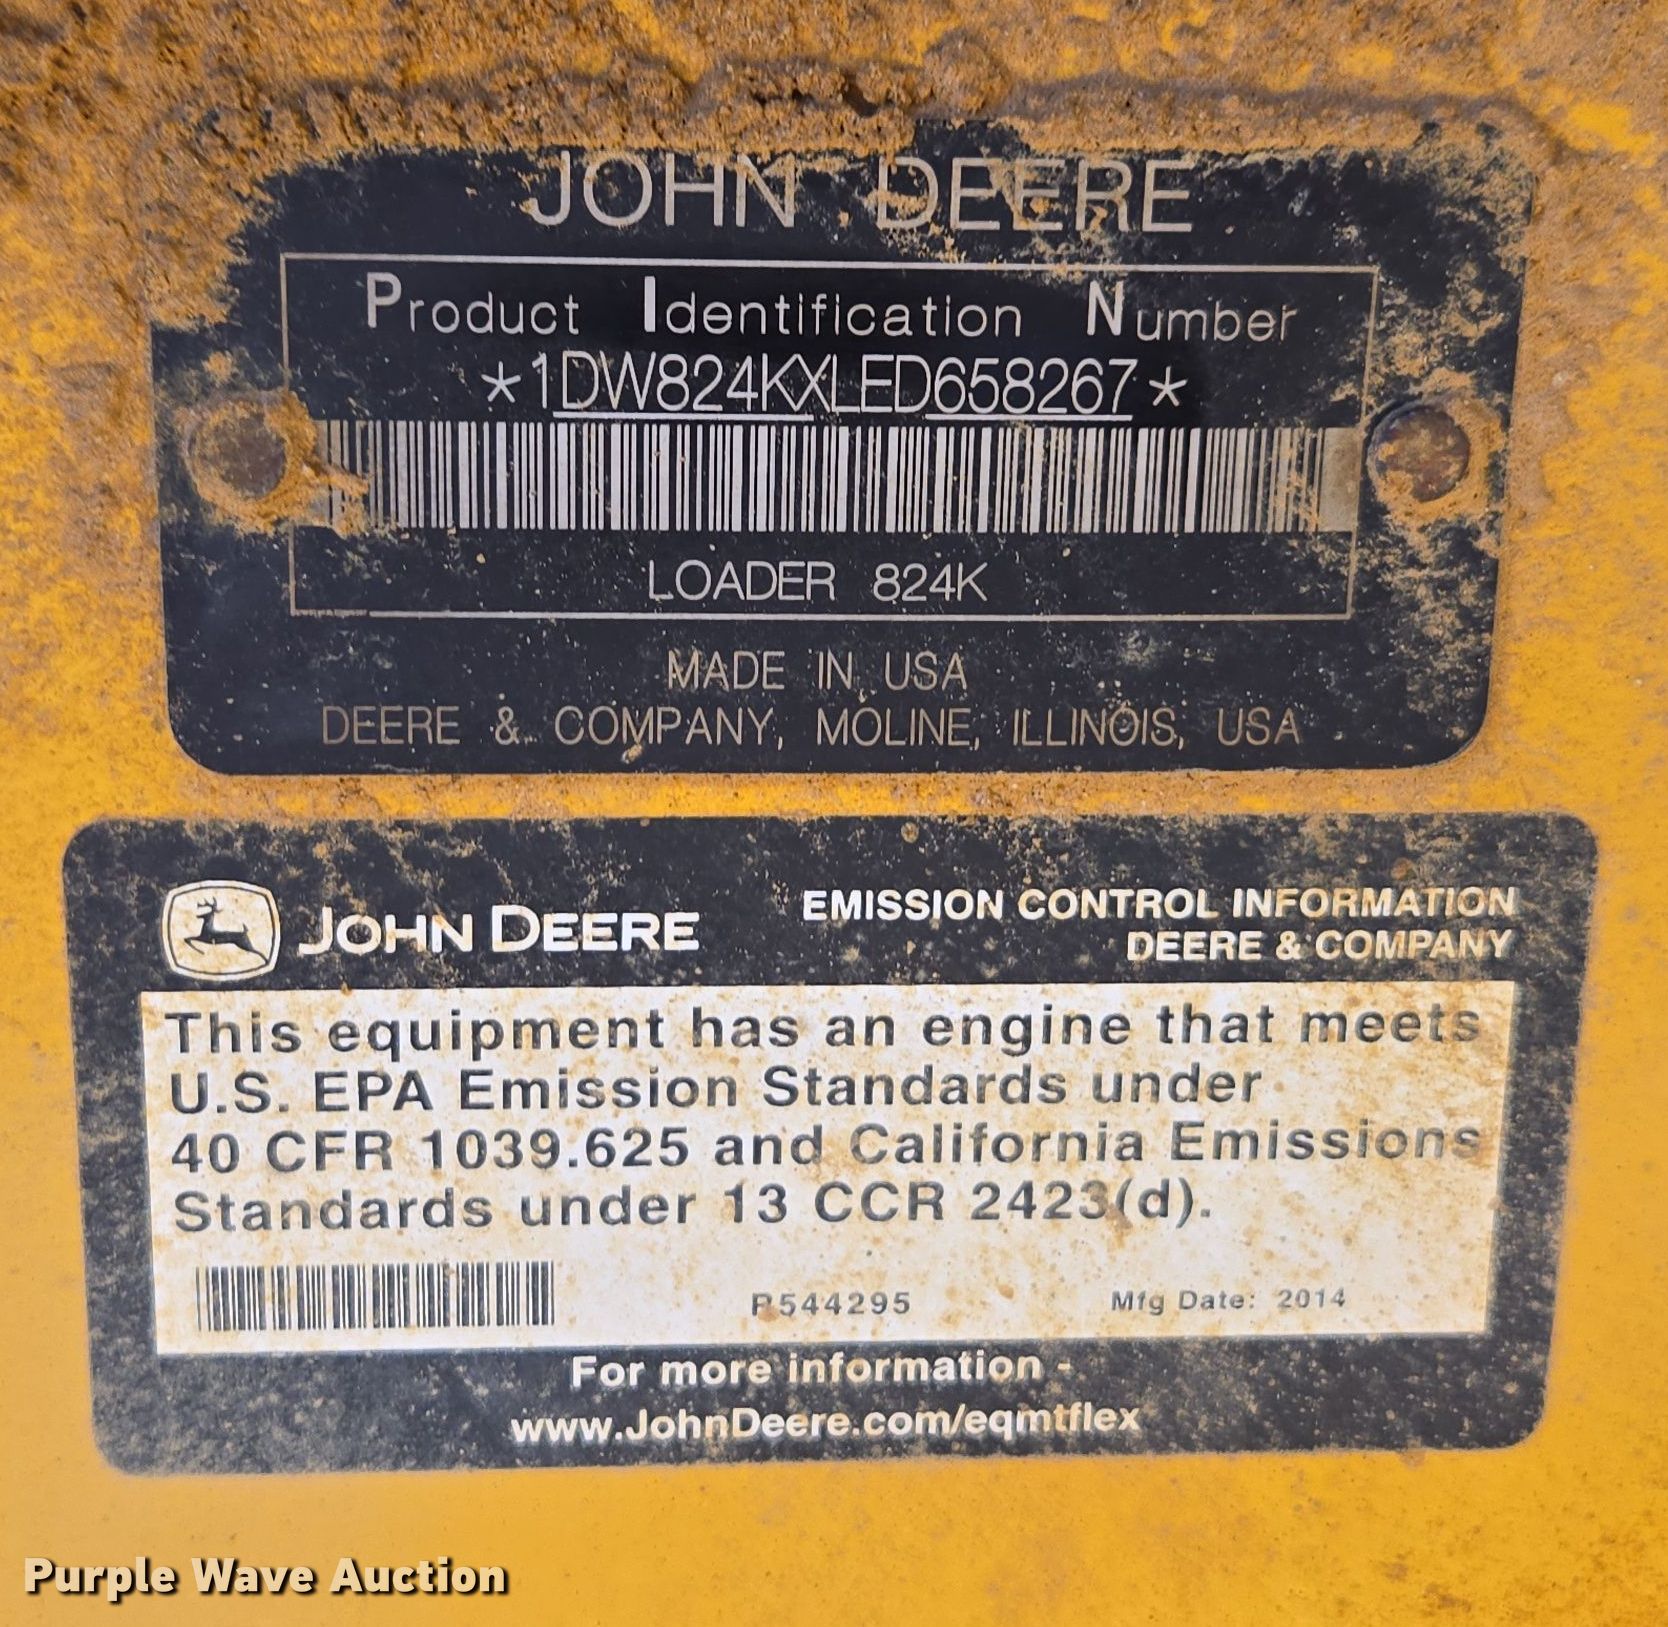 JOHN DEERE
Product Identification Number
*1DW824KXLED658267*
LOADER 824K
MADE IN USA
DEERE & COMPANY, MOLINE, ILLINOIS, USA
JOHN DEERE
EMISSION CONTROL INFORMATION
DEERE & COMPANY
This equipment has an engine that meets
U.S. EPA Emission Standards under
40 CFR 1039.625 and California Emissions
Standards under 13 CCR 2423(d).
R544295
Mfg Date: 2014
For more information -
www.JohnDeere.com/eqmtflex
Purple Wave Auction